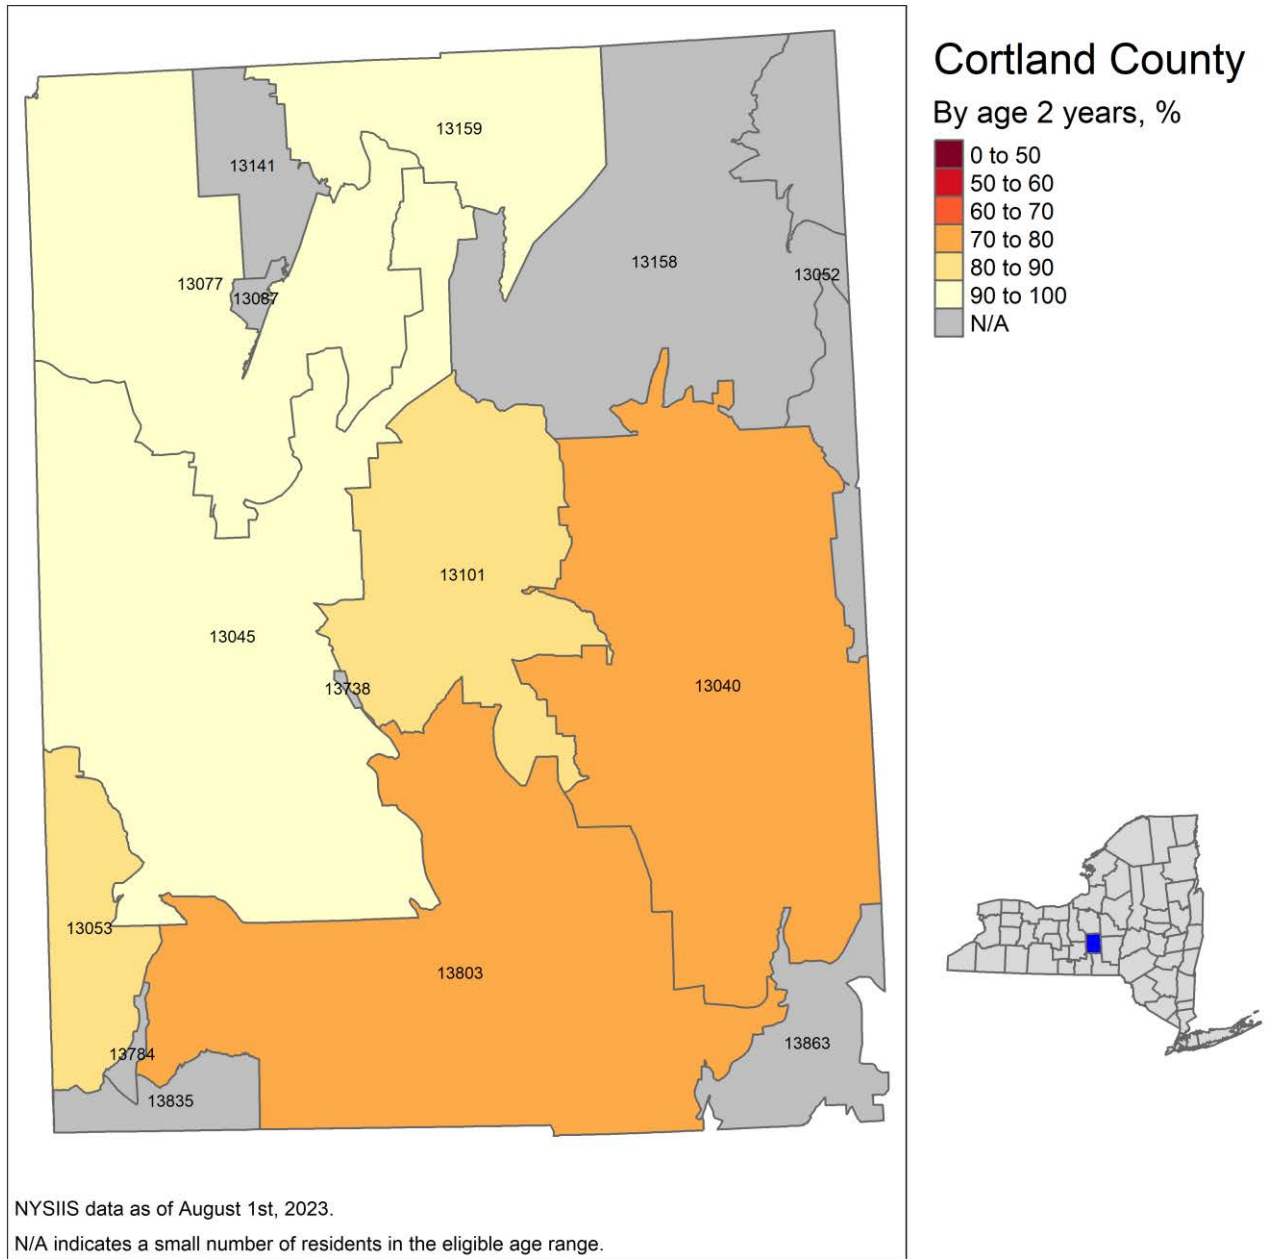 Cortland County
By age 2 years, %
0 to 50
50 to 60
60 to 70
70 to 80
80 to 90
90 to 100
N/A
13159
13141
13158
13052
13077
13087
13101
13045
13738
13040
13053
13803
13784
13863
13835
NYSIIS data as of August 1st, 2023.
N/A indicates a small number of residents in the eligible age range.